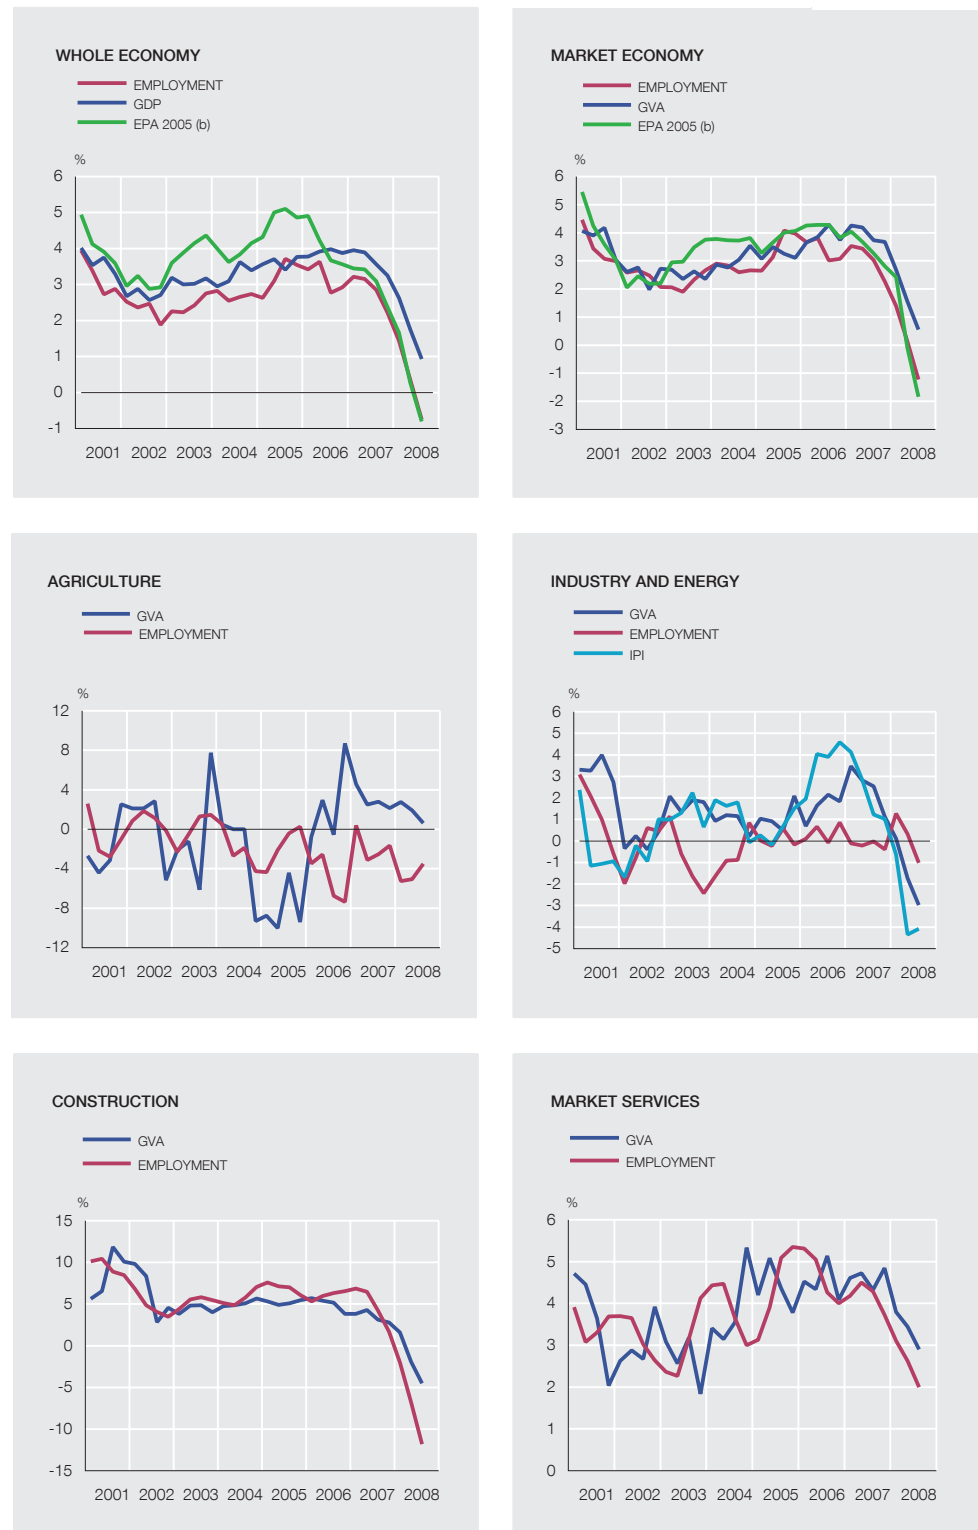 WHOLE ECONOMY
EMPLOYMENT
GDP
EPA 2005 (b)
%
6
5
4
3
2
1
0
-1
2001 2002 2003 2004 2005 2006 2007 2008
MARKET ECONOMY
EMPLOYMENT
GVA
EPA 2005 (b)
%
6
5
4
3
2
1
0
-1
-2
-3
2001 2002 2003 2004 2005 2006 2007 2008
AGRICULTURE
GVA
EMPLOYMENT
%
12
8
4
0
-4
-8
-12
2001 2002 2003 2004 2005 2006 2007 2008
INDUSTRY AND ENERGY
GVA
EMPLOYMENT
IPI
%
6
5
4
3
2
1
0
-1
-2
-3
-4
-5
2001 2002 2003 2004 2005 2006 2007 2008
CONSTRUCTION
GVA
EMPLOYMENT
%
15
10
5
0
-5
-10
-15
2001 2002 2003 2004 2005 2006 2007 2008
MARKET SERVICES
GVA
EMPLOYMENT
%
6
5
4
3
2
1
0
2001 2002 2003 2004 2005 2006 2007 2008